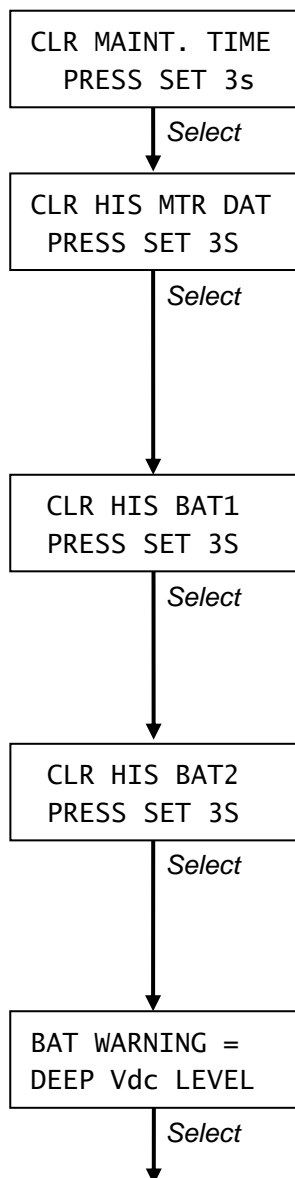 CLR MAINT. TIME
PRESS SET 3s
Select
CLR HIS MTR DAT
PRESS SET 3S
Select
CLR HIS BAT1
PRESS SET 3S
Select
CLR HIS BAT2
PRESS SET 3S
Select
BAT WARNING =
DEEP Vdc LEVEL
Select